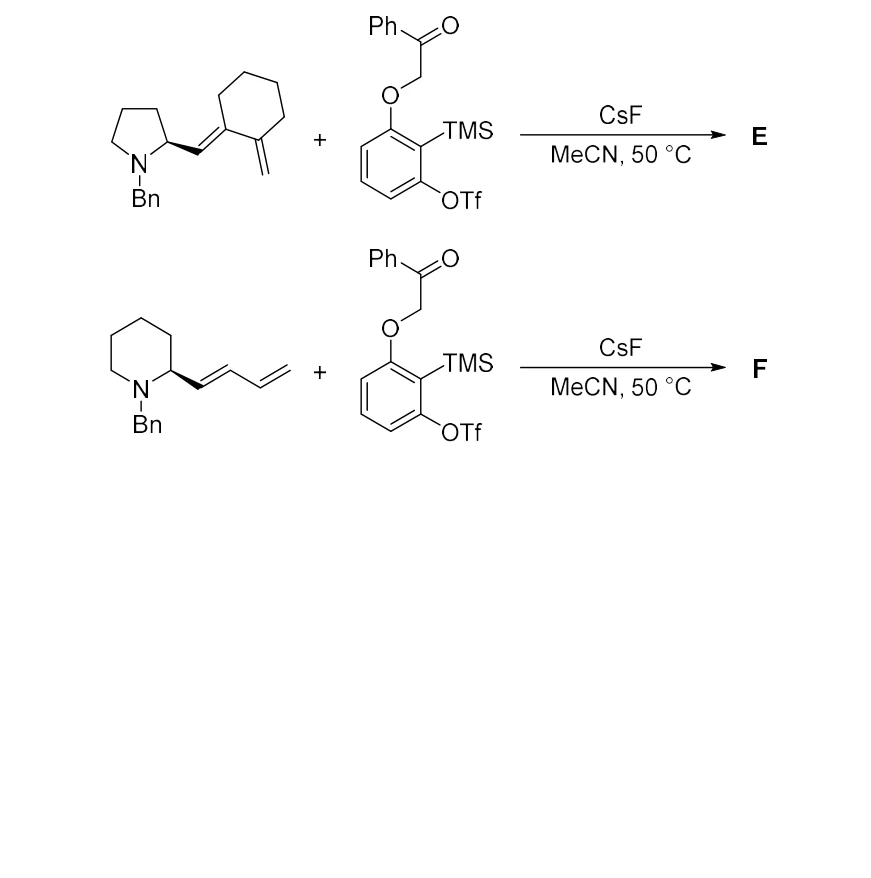 Ph O
O
TMS
CsF
N
+
E
MeCN, 50 °C
Bn
OTf
Ph O
O
TMS
CsF
N
+
F
MeCN, 50 °C
Bn
OTf